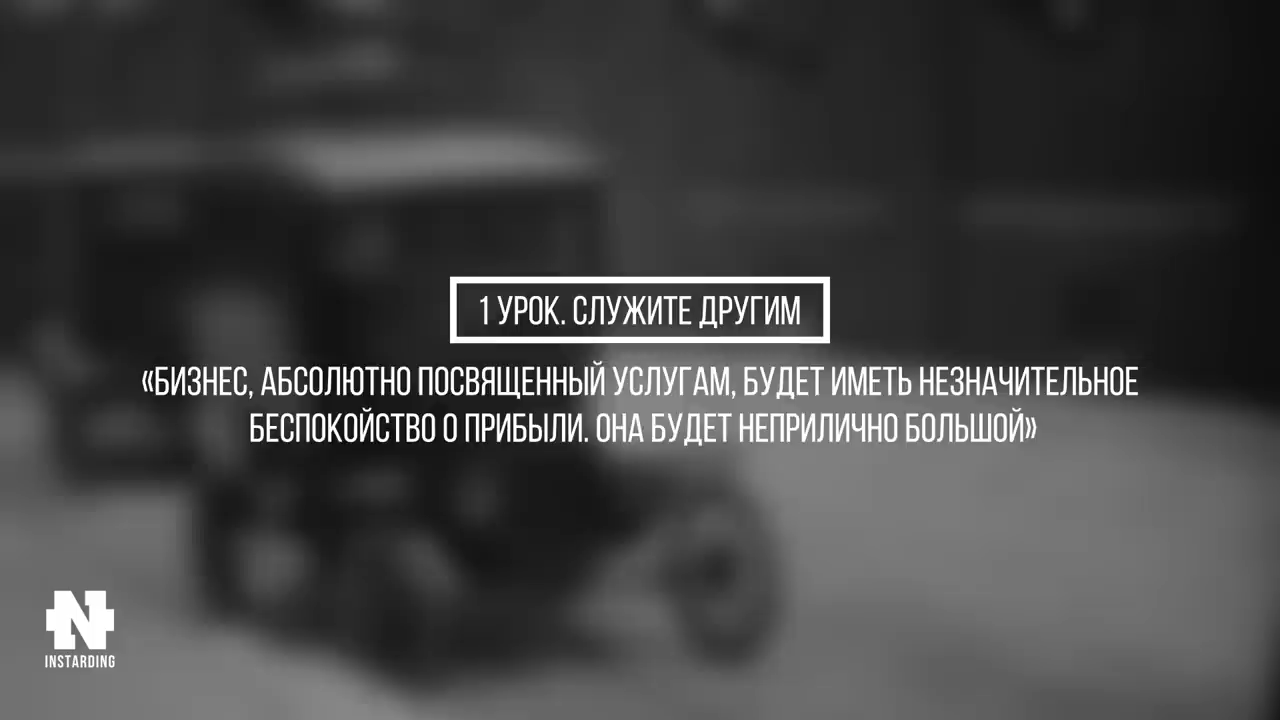 1 УРОК. СЛУЖИТЕ ДРУГИМ
«БИЗНЕС, АБСОЛЮТНО ПОСВЯЩЕННЫЙ УСЛУГАМ, БУДЕТ ИМЕТЬ НЕЗНАЧИТЕЛЬНОЕ
БЕСПОКОЙСТВО О ПРИБЫЛИ. ОНА БУДЕТ НЕПРИЛИЧНО БОЛЬШОЙ»
N
INSTARDING